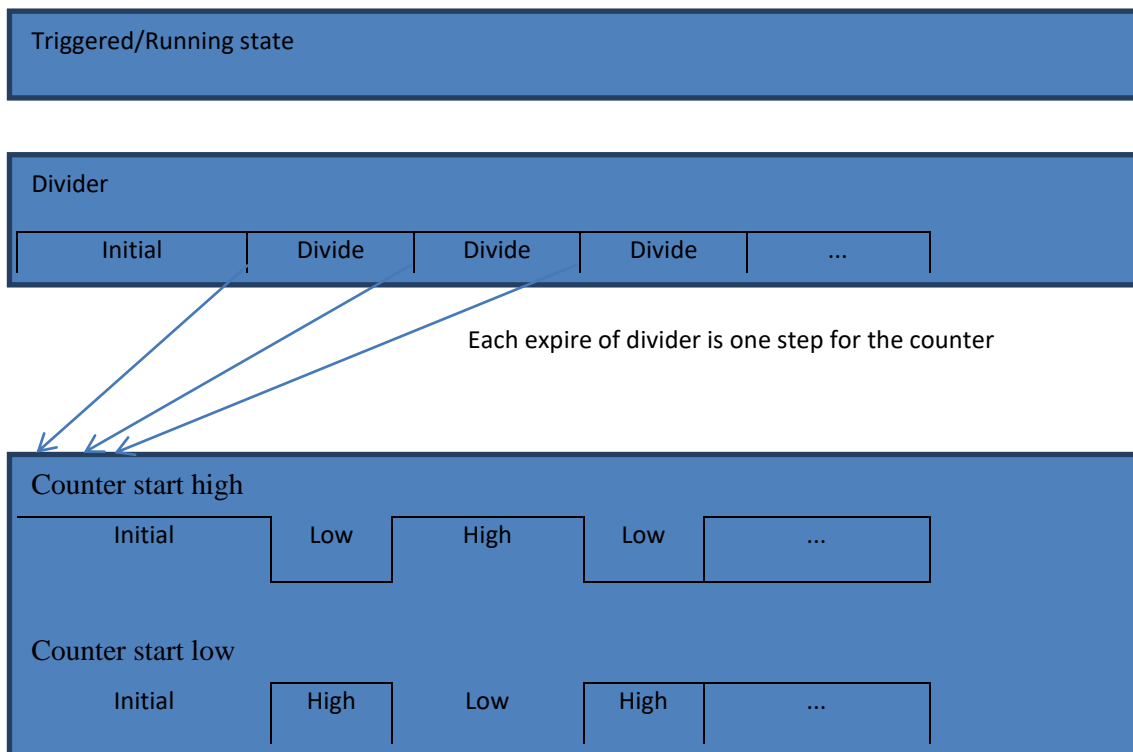 Triggered/Running state
Divider
Initial Divide Divide Divide ...
Each expire of divider is one step for the counter
Counter start high
Initial Low High Low ...
Counter start low
Initial High Low High ...